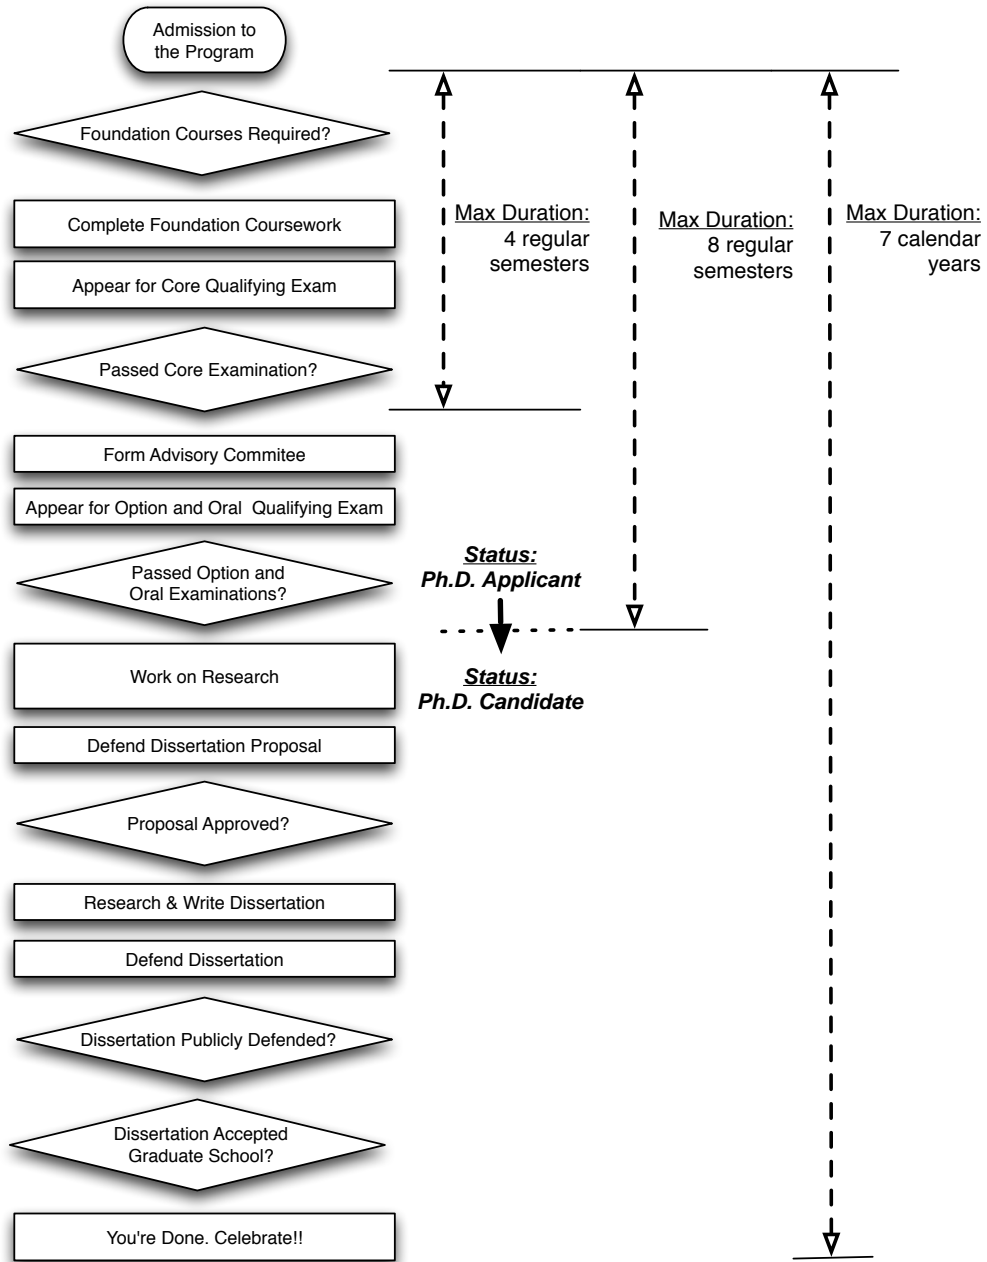 Admission to
the Program
Foundation Courses Required?
Complete Foundation Coursework
Appear for Core Qualifying Exam
Passed Core Examination?
Form Advisory Commitee
Appear for Option and Oral  Qualifying Exam
Passed Option and
Oral Examinations?
Work on Research
Defend Dissertation Proposal
Proposal Approved?
Research & Write Dissertation
Defend Dissertation
Dissertation Publicly Defended?
Dissertation Accepted
Graduate School?
You're Done. Celebrate!!
Max Duration:
4 regular
semesters
Max Duration:
8 regular
semesters
Max Duration:
7 calendar
years
Status:
Ph.D. Applicant
Status:
Ph.D. Candidate